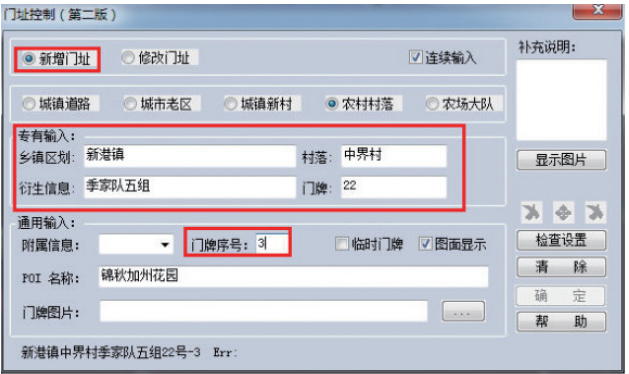 门址控制(第二版)
新增门址 修改门址 连续输入 补充说明:
城镇道路 城市老区 城镇新村 农村村落 农场大队
专有输入:
乡镇区划: 新港镇 村落: 中界村 显示图片
衍生信息: 季家队五组 门牌: 22
通用输入:
附属信息: 门牌序号: 3 临时门牌 图面显示 检查设置
POI 名称: 锦秋加州花园 清 除
门牌图片: ... 确 定
帮 助
新港镇中界村季家队五组22号-3 Err: